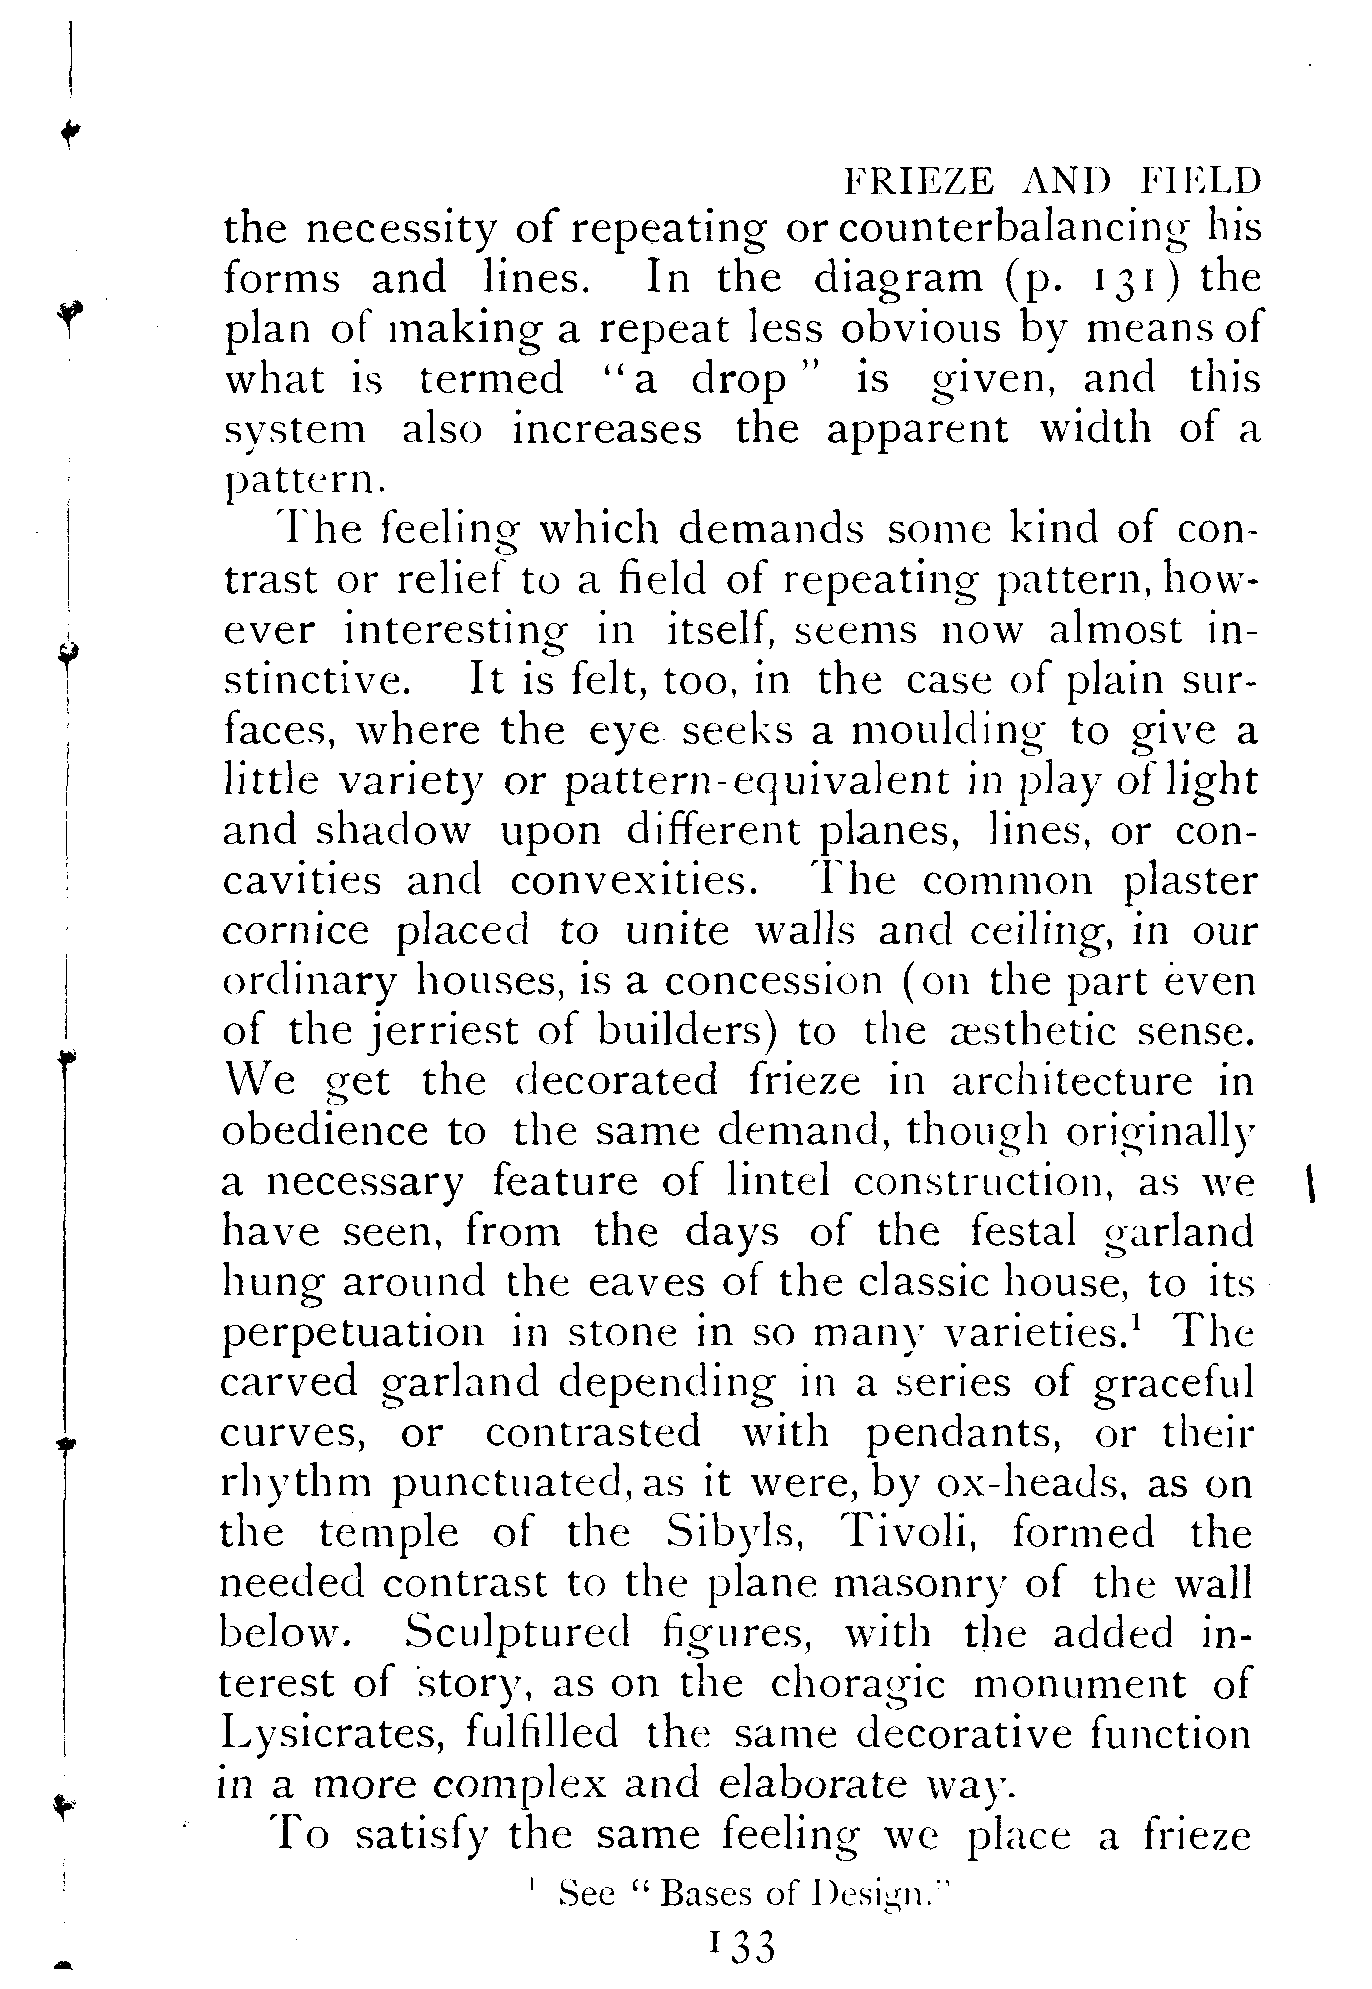 FRIEZE AND FIELD
the necessity of repeating or counterbalancing his
forms and lines. In the diagram (p. 131) the
plan of making a repeat less obvious by means of
what is termed “a drop” is given, and this
system also increases the apparent width of a
pattern.
The feeling which demands some kind of con-
trast or relief to a field of repeating pattern, how-
ever interesting in itself, seems now almost in-
stinctive. It is felt, too, in the case of plain sur-
faces, where the eye seeks a moulding to give a
little variety or pattern-equivalent in play of light
and shadow upon different planes, lines, or con-
cavities and convexities. The common plaster
cornice placed to unite walls and ceiling, in our
ordinary houses, is a concession (on the part even
of the jerriest of builders) to the æsthetic sense.
We get the decorated frieze in architecture in
obedience to the same demand, though originally
a necessary feature of lintel construction, as we
have seen, from the days of the festal garland
hung around the eaves of the classic house, to its
perpetuation in stone in so many varieties.¹ The
carved garland depending in a series of graceful
curves, or contrasted with pendants, or their
rhythm punctuated, as it were, by ox-heads, as on
the temple of the Sibyls, Tivoli, formed the
needed contrast to the plane masonry of the wall
below. Sculptured figures, with the added in-
terest of story, as on the choragic monument of
Lysicrates, fulfilled the same decorative function
in a more complex and elaborate way.
To satisfy the same feeling we place a frieze
¹ See “Bases of Design.”
133